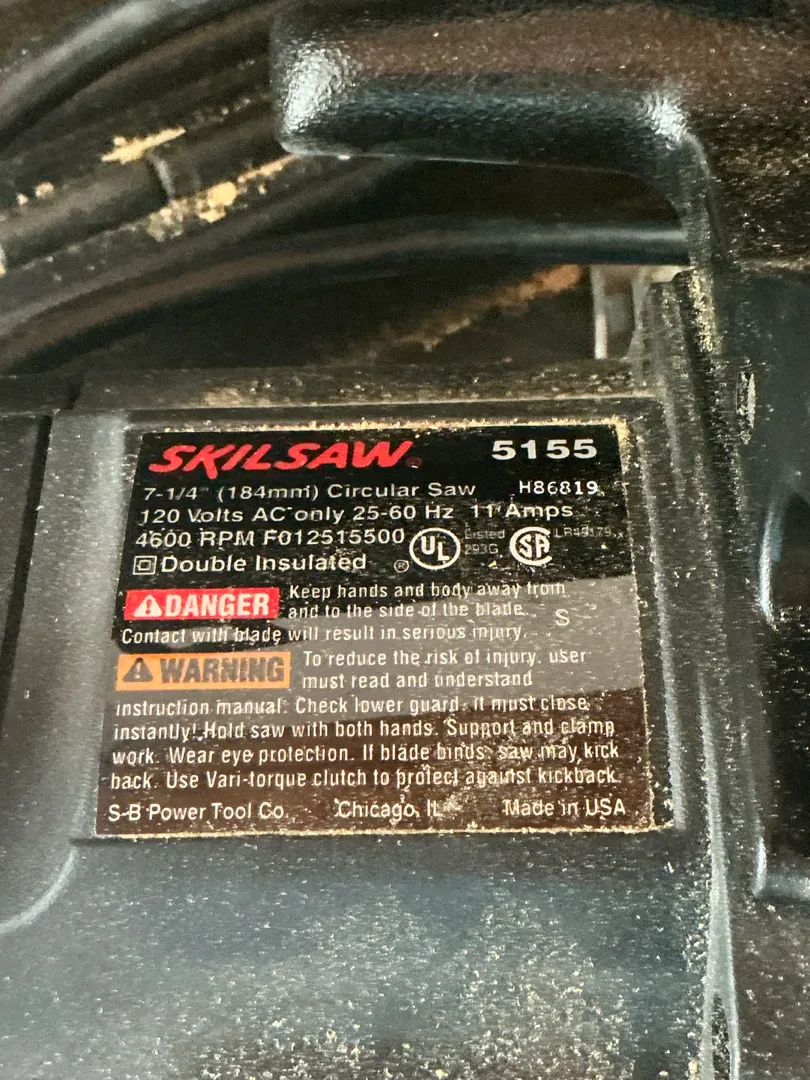 SKILSAW® 5155
7-1/4" (184mm) Circular Saw H86819
120 Volts AC only 25-60 Hz 11 Amps
4600 RPM F012515500 UL Listed 293G SA LR46179
Double Insulated ®
DANGER Keep hands and body away from
and to the side of the blade.
Contact with blade will result in serious injury. S
WARNING To reduce the risk of injury, user
must read and understand
instruction manual. Check lower guard. It must close
instantly! Hold saw with both hands. Support and clamp
work. Wear eye protection. If blade binds, saw may kick
back. Use Vari-torque clutch to protect against kickback.
S-B Power Tool Co. Chicago, IL Made in USA